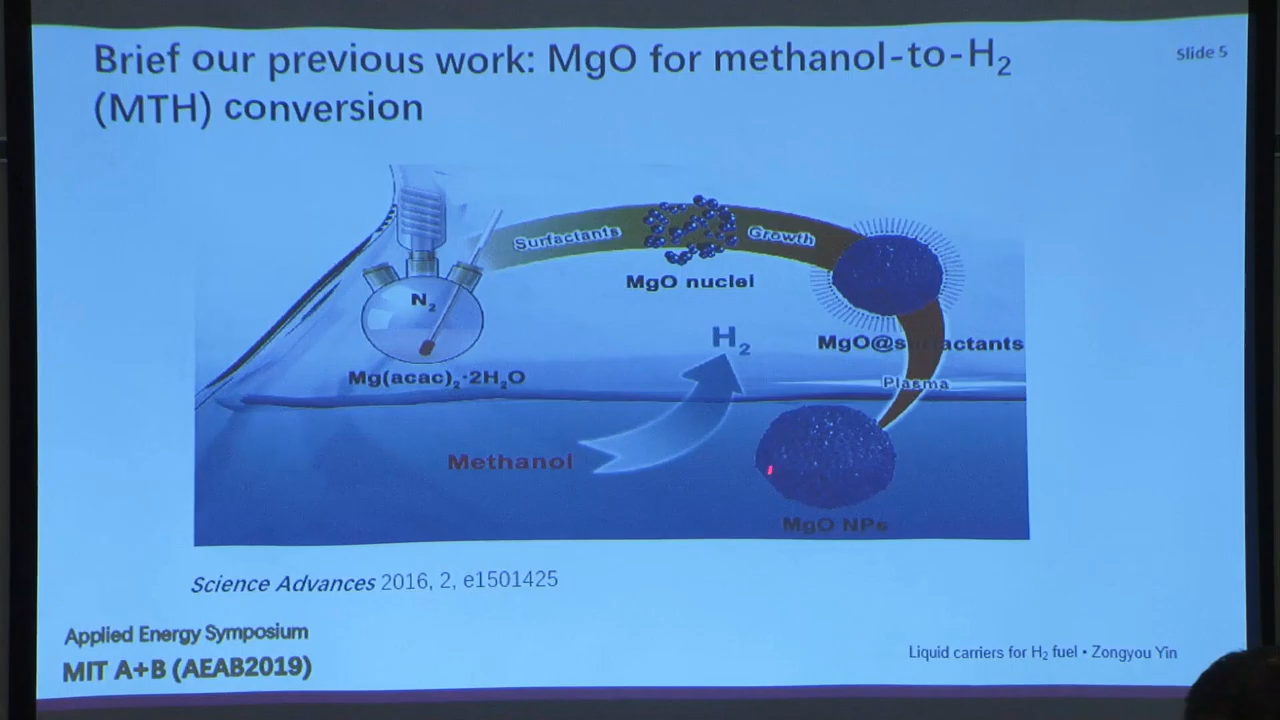 Brief our previous work: MgO for methanol-to-H₂
(MTH) conversion
Slide 5
Surfactants
Growth
MgO nuclei
N₂
H₂
MgO@s actants
Mg(acac)₂·2H₂O
Plasma
Methanol
MgO NPs
Science Advances 2016, 2, e1501425
Applied Energy Symposium
MIT A+B (AEAB2019)
Liquid carriers for H₂ fuel • Zongyou Yin